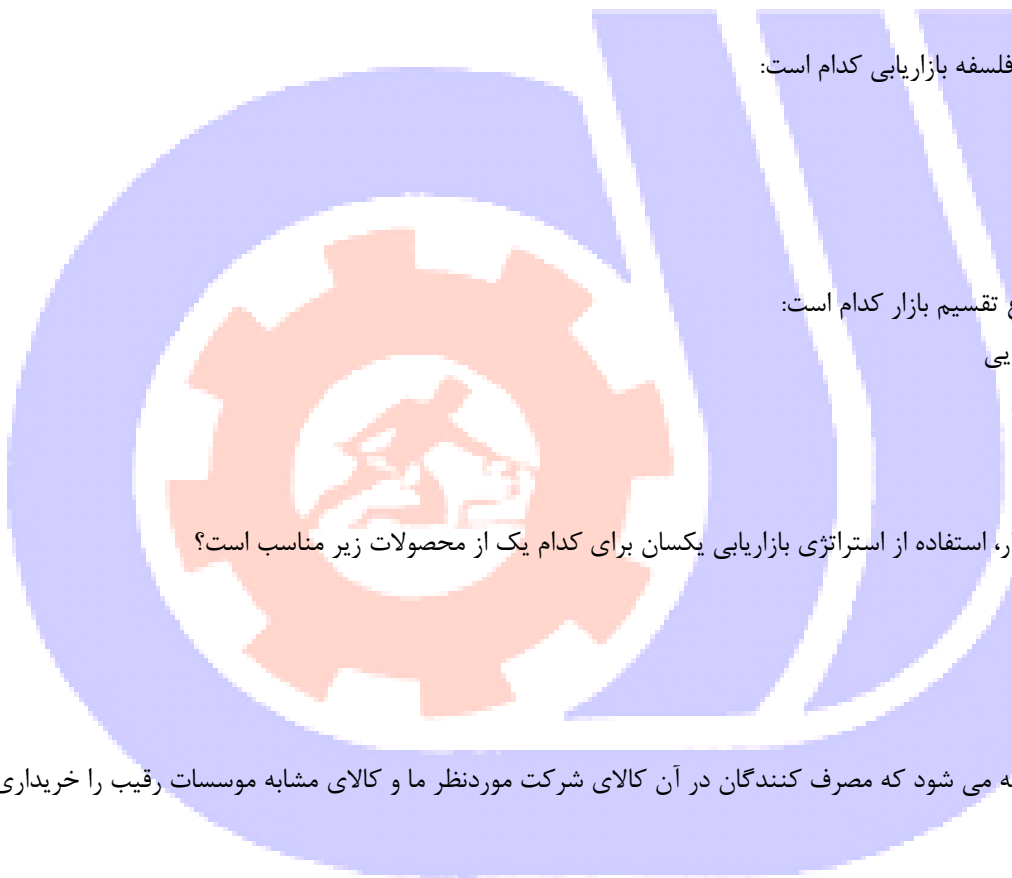 فلسفه بازاریابی کدام است:
تقسیم بازار کدام است:
استفاده از استراتژی بازاریابی یکسان برای کدام یک از محصولات زیر مناسب است؟
می شود که مصرف کنندگان در آن کالای شرکت موردنظر ما و کالای مشابه موسسات رقیب را خریداری